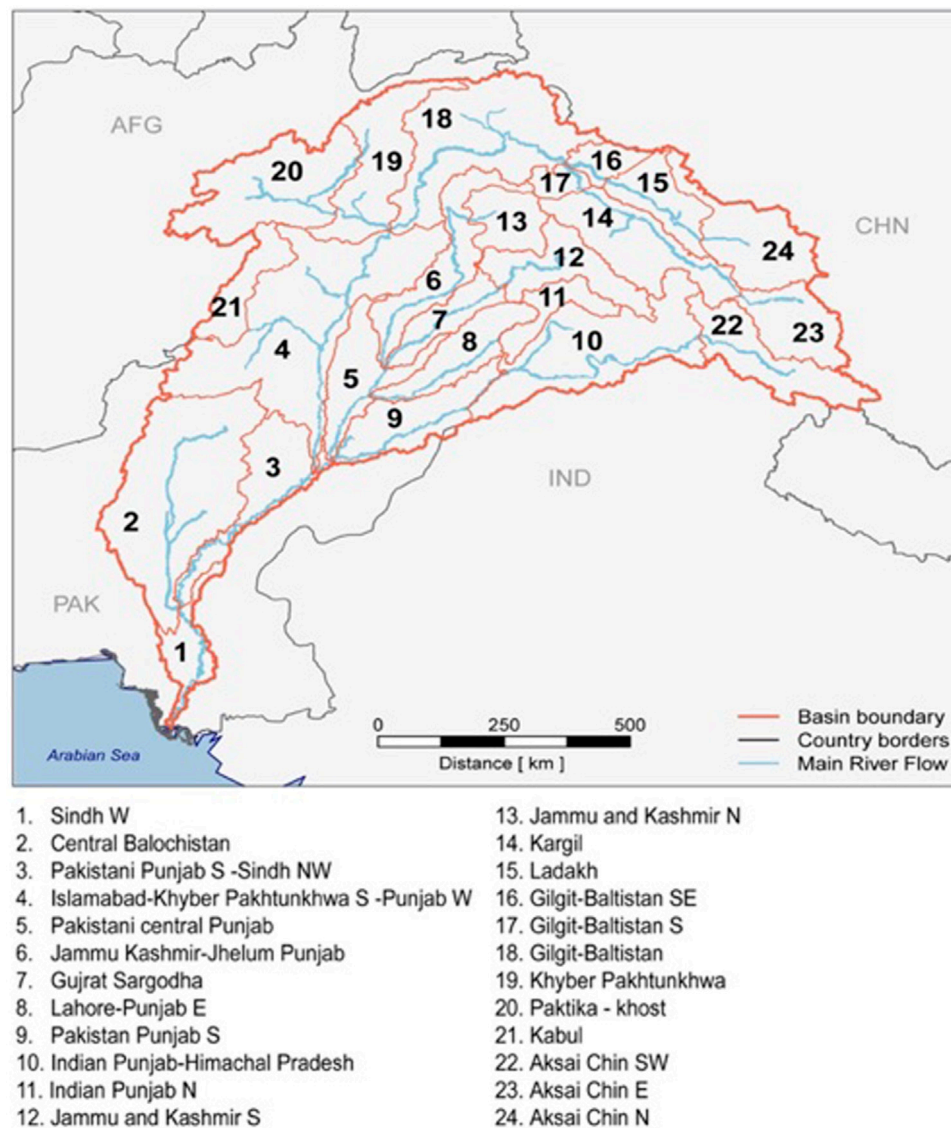 AFG
18
20
19
16
17
15
13
14
CHN
12
24
6
21
11
7
22
23
4
8
10
5
9
3
IND
2
PAK
1
0 250 500
Distance [ km ]
Basin boundary
Country borders
Main River Flow
Arabian Sea
1. Sindh W
2. Central Balochistan
3. Pakistani Punjab S -Sindh NW
4. Islamabad-Khyber Pakhtunkhwa S -Punjab W
5. Pakistani central Punjab
6. Jammu Kashmir-Jhelum Punjab
7. Gujrat Sargodha
8. Lahore-Punjab E
9. Pakistan Punjab S
10. Indian Punjab-Himachal Pradesh
11. Indian Punjab N
12. Jammu and Kashmir S
13. Jammu and Kashmir N
14. Kargil
15. Ladakh
16. Gilgit-Baltistan SE
17. Gilgit-Baltistan S
18. Gilgit-Baltistan
19. Khyber Pakhtunkhwa
20. Paktika - khost
21. Kabul
22. Aksai Chin SW
23. Aksai Chin E
24. Aksai Chin N